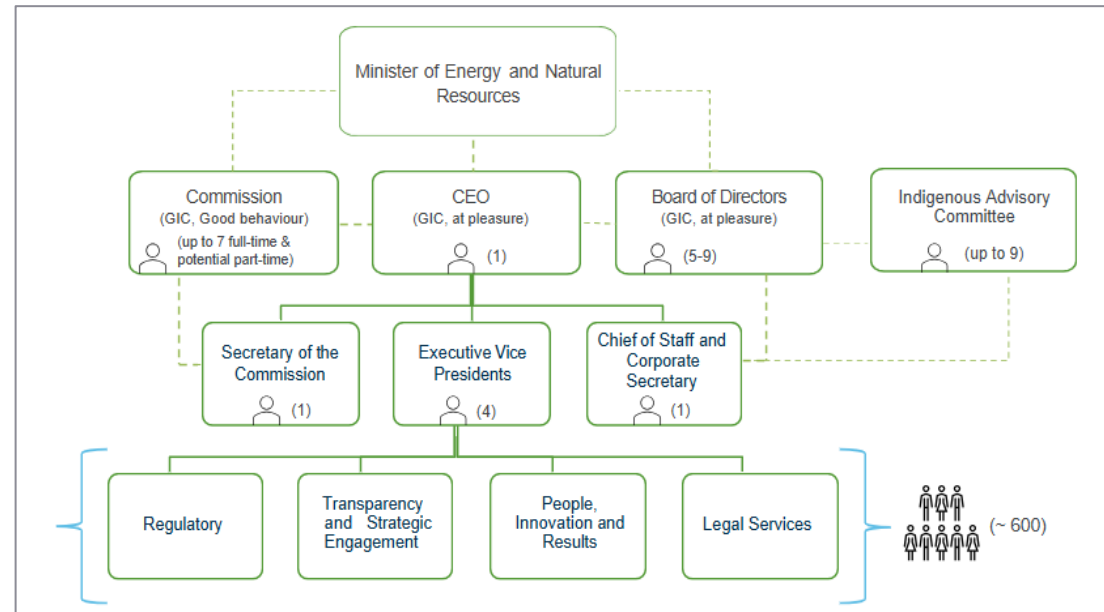 Minister of Energy and Natural
Resources
Commission
(GIC, Good behaviour)
(up to 7 full-time &
potential part-time)
CEO
(GIC, at pleasure)
(1)
Board of Directors
(GIC, at pleasure)
(5-9)
Indigenous Advisory
Committee
(up to 9)
Secretary of the
Commission
(1)
Executive Vice
Presidents
(4)
Chief of Staff and
Corporate
Secretary
(1)
Regulatory
Transparency
and Strategic
Engagement
People,
Innovation and
Results
Legal Services
(~ 600)